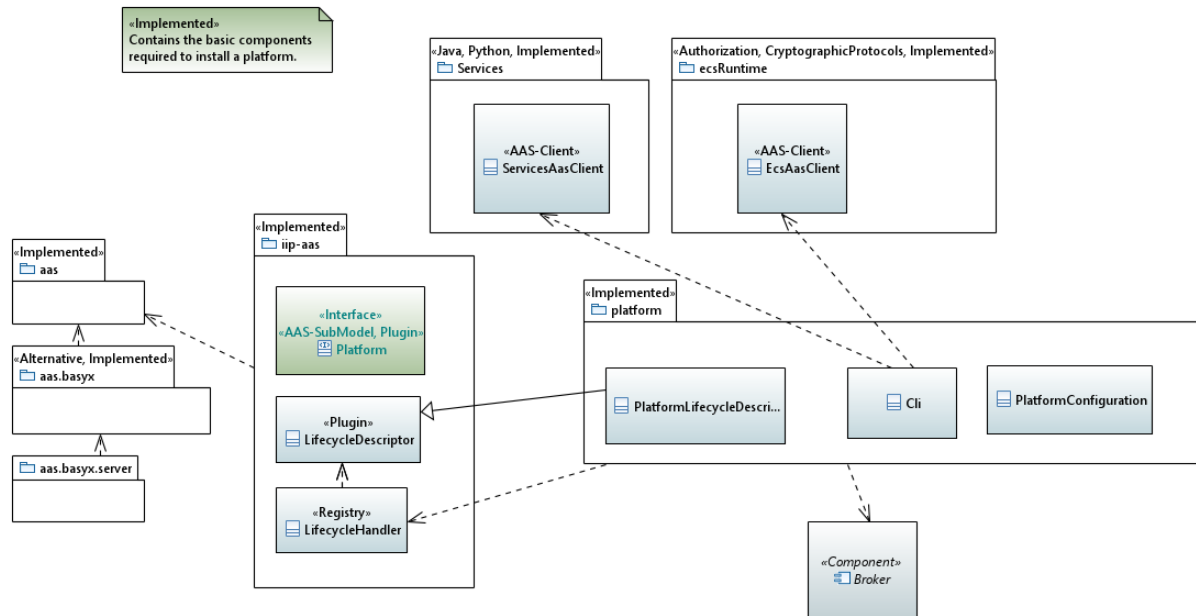 «Implemented»
Contains the basic components
required to install a platform.
«Java, Python, Implemented»
Services
«AAS-Client»
ServicesAasClient
«Authorization, CryptographicProtocols, Implemented»
ecsRuntime
«AAS-Client»
EcsAasClient
«Implemented»
aas
«Alternative, Implemented»
aas.basyx
aas.basyx.server
«Implemented»
iip-aas
«Interface»
«AAS-SubModel, Plugin»
Platform
«Plugin»
LifecycleDescriptor
«Registry»
LifecycleHandler
«Implemented»
platform
PlatformLifecycleDescri...
Cli
PlatformConfiguration
«Component»
Broker